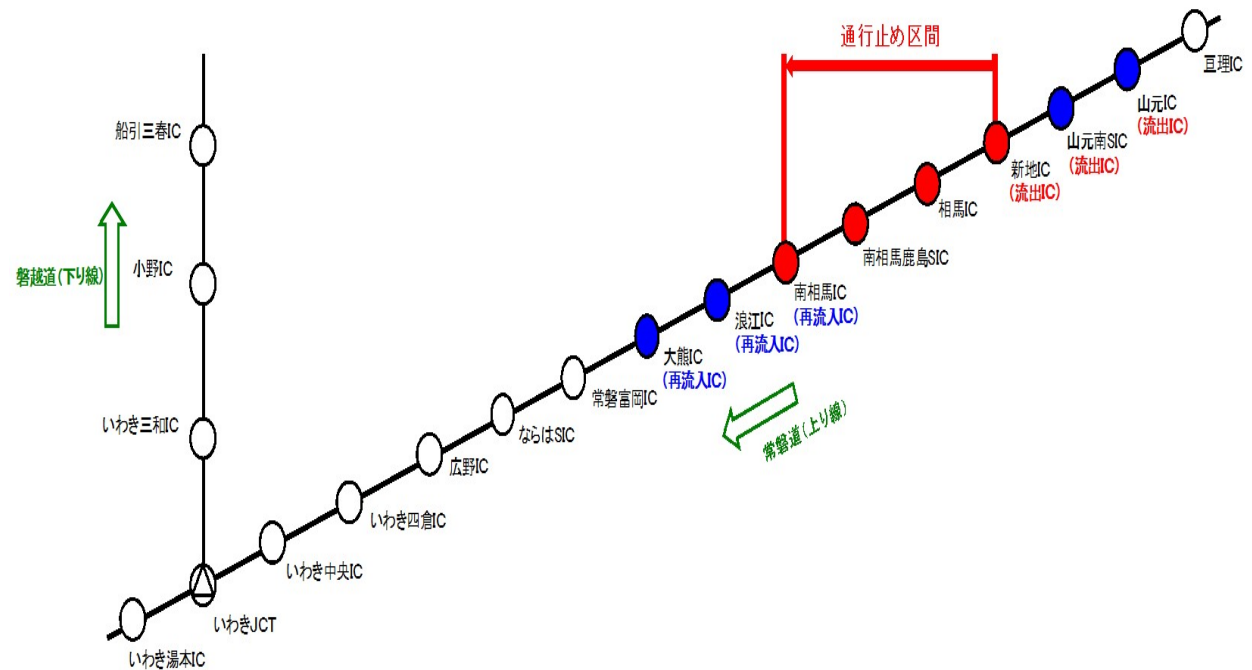 通行止め区間
亘理IC
山元IC
(流出IC)
山元南SIC
(流出IC)
新地IC
(流出IC)
相馬IC
南相馬鹿島SIC
南相馬IC
(再流入IC)
浪江IC
(再流入IC)
大熊IC
(再流入IC)
常磐富岡IC
ならはSIC
広野IC
いわき四倉IC
いわき中央IC
いわきJCT
いわき湯本IC
船引三春IC
小野IC
いわき三和IC
磐越道(下り線)
常磐道(上り線)